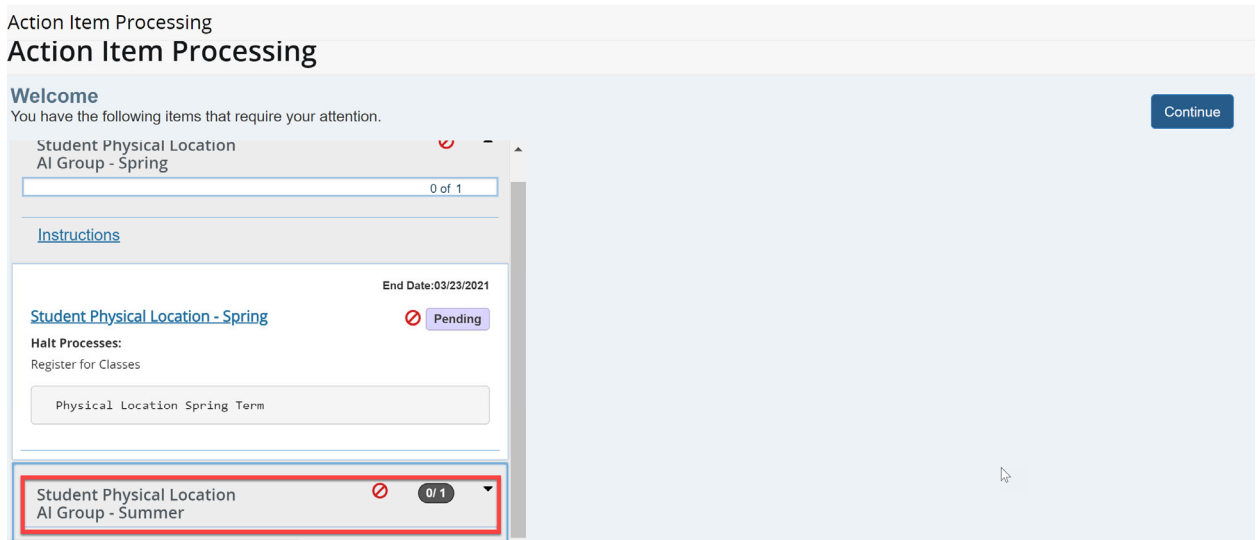 Action Item Processing
Action Item Processing
Welcome
You have the following items that require your attention.
Continue
Student Physical Location
AI Group - Spring
0 of 1
Instructions
End Date:03/23/2021
Student Physical Location - Spring
Pending
Halt Processes:
Register for Classes
Physical Location Spring Term
Student Physical Location
0/ 1
AI Group - Summer